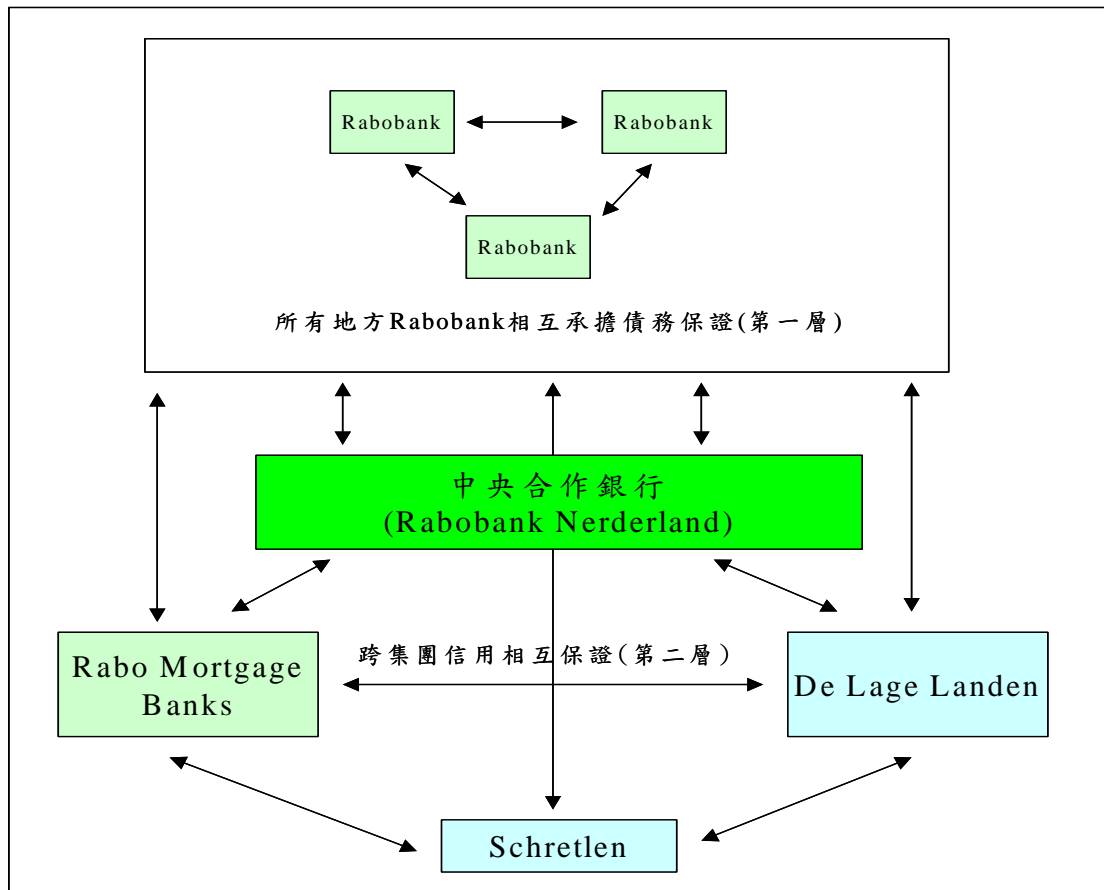 Rabobank
Rabobank
Rabobank
所有地方Rabobank相互承擔債務保證(第一層)
中央合作銀行
(Rabobank Nerderland)
跨集團信用相互保證(第二層)
Rabo Mortgage
Banks
De Lage Landen
Schretlen